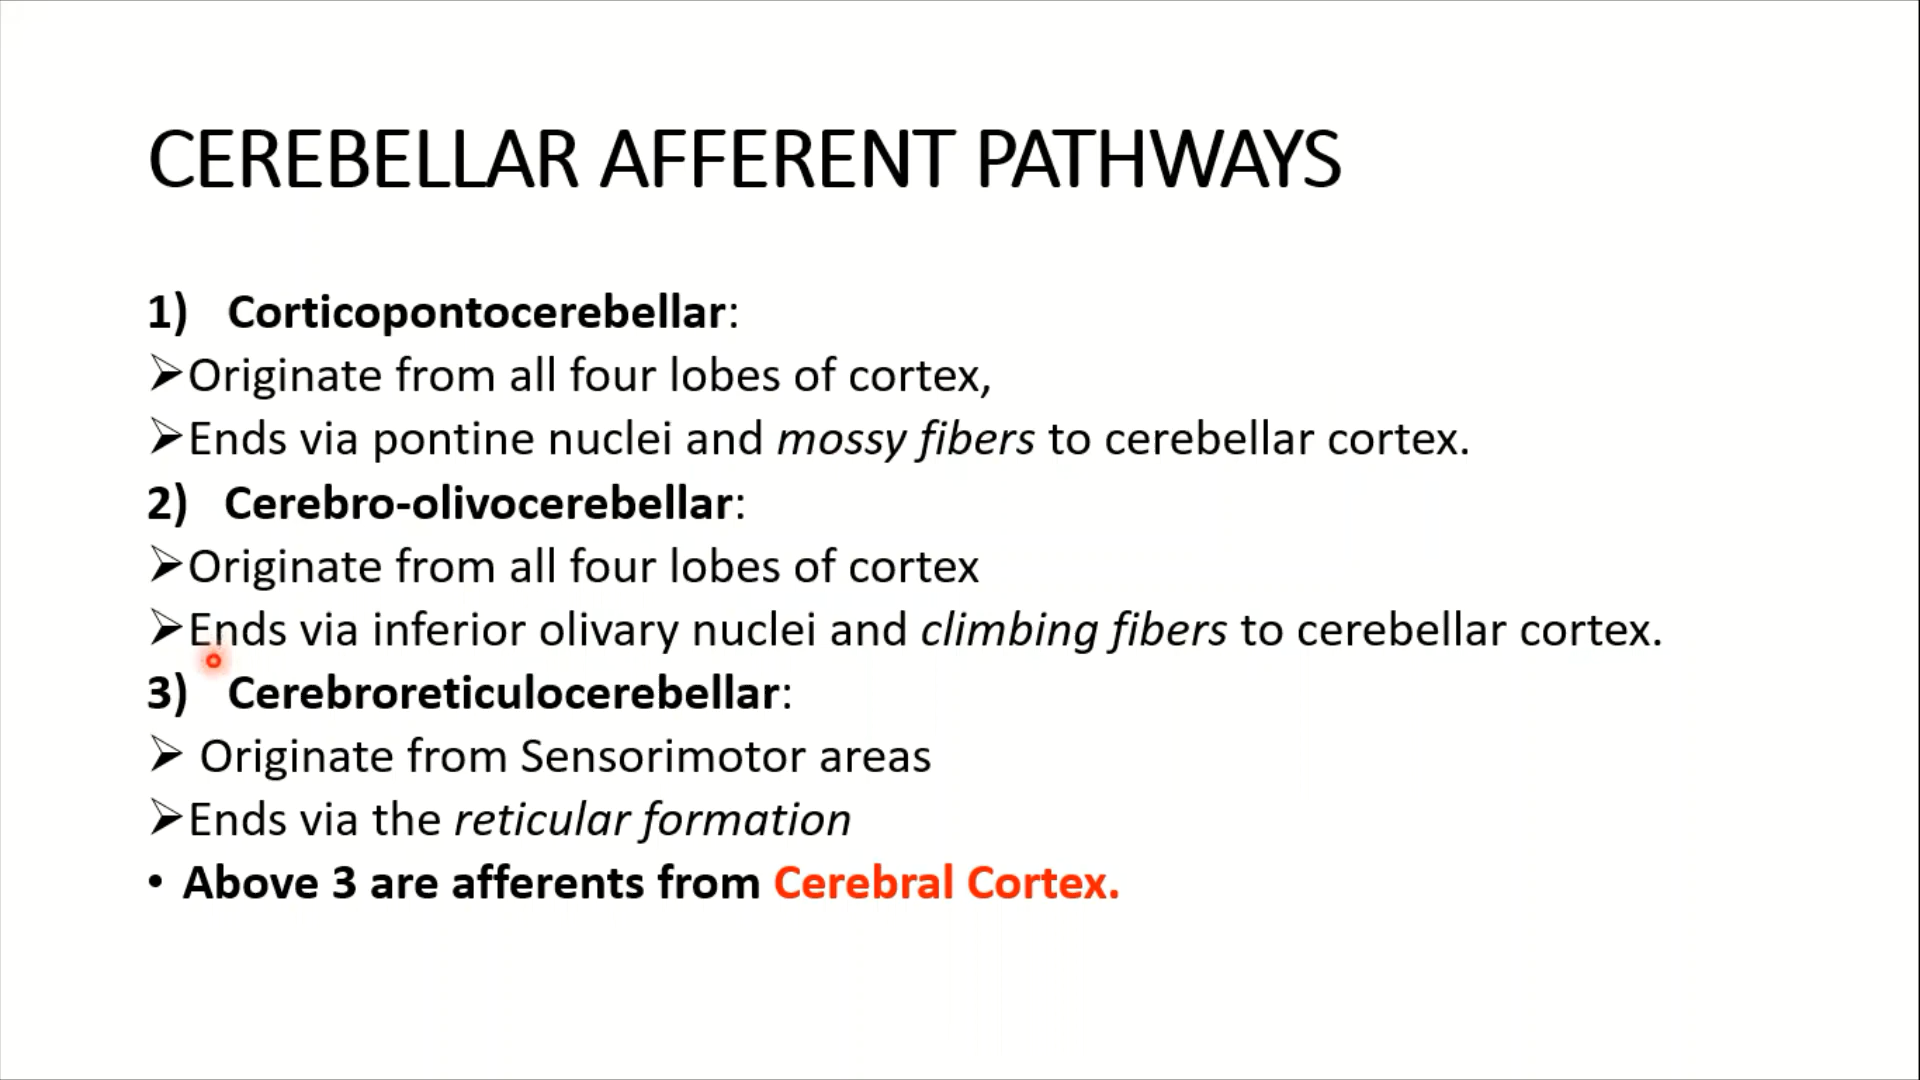 CEREBELLAR AFFERENT PATHWAYS
1) Corticopontocerebellar:
➢Originate from all four lobes of cortex,
➢Ends via pontine nuclei and mossy fibers to cerebellar cortex.
2) Cerebro-olivocerebellar:
➢Originate from all four lobes of cortex
➢Ends via inferior olivary nuclei and climbing fibers to cerebellar cortex.
3) Cerebroreticulocerebellar:
➢ Originate from Sensorimotor areas
➢Ends via the reticular formation
• Above 3 are afferents from Cerebral Cortex.